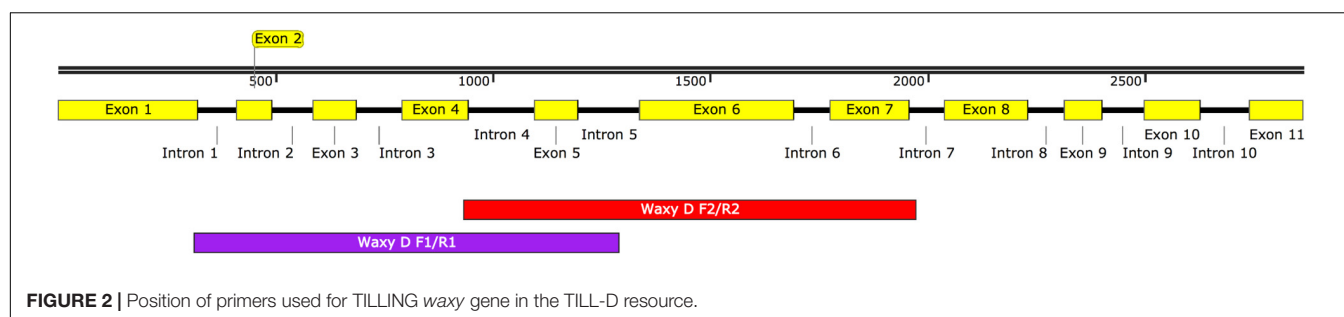 Exon 2
500 1000 1500 2000 2500
Exon 1 Exon 4 Exon 6 Exon 7 Exon 8
Intron 4 Intron 5 Exon 10 Exon 11
Intron 1 Intron 2 Exon 3 Intron 3 Exon 5 Intron 6 Intron 7 Intron 8 Exon 9 Inton 9 Intron 10
Waxy D F2/R2
Waxy D F1/R1
FIGURE 2 | Position of primers used for TILLING waxy gene in the TILL-D resource.